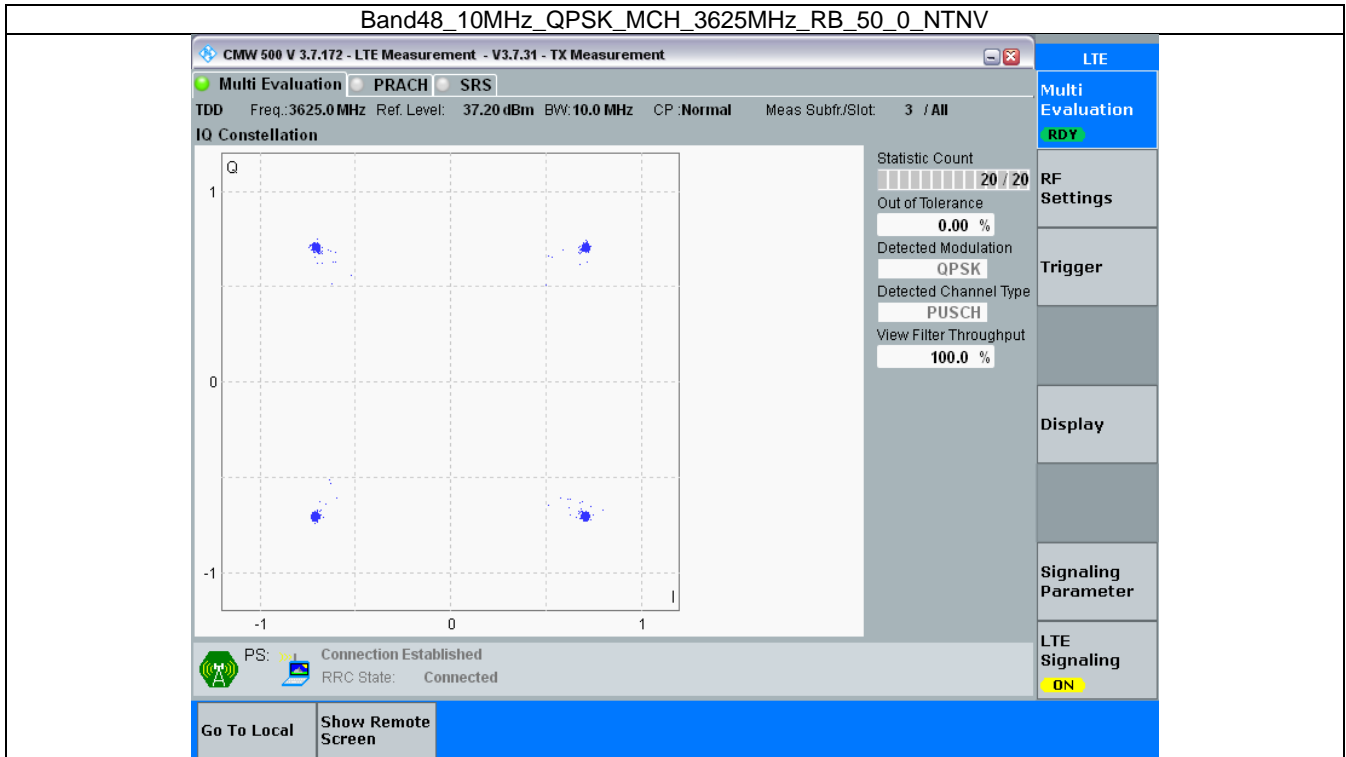 Band48_10MHz_QPSK_MCH_3625MHz_RB_50_0_NTNV
CMW 500 V 3.7.172 - LTE Measurement - V3.7.31 - TX Measurement
LTE
Multi Evaluation PRACH SRS
TDD Freq.:3625.0 MHz Ref. Level: 37.20 dBm BW: 10.0 MHz CP :Normal Meas Subfr./Slot: 3 / All
IQ Constellation
Q
1
0
-1
I
-1 0 1
Statistic Count
20 / 20
Out of Tolerance
0.00 %
Detected Modulation
QPSK
Detected Channel Type
PUSCH
View Filter Throughput
100.0 %
Multi
Evaluation
RDY
RF
Settings
Trigger
Display
Signaling
Parameter
LTE
Signaling
ON
PS: Connection Established
RRC State: Connected
Go To Local
Show Remote
Screen